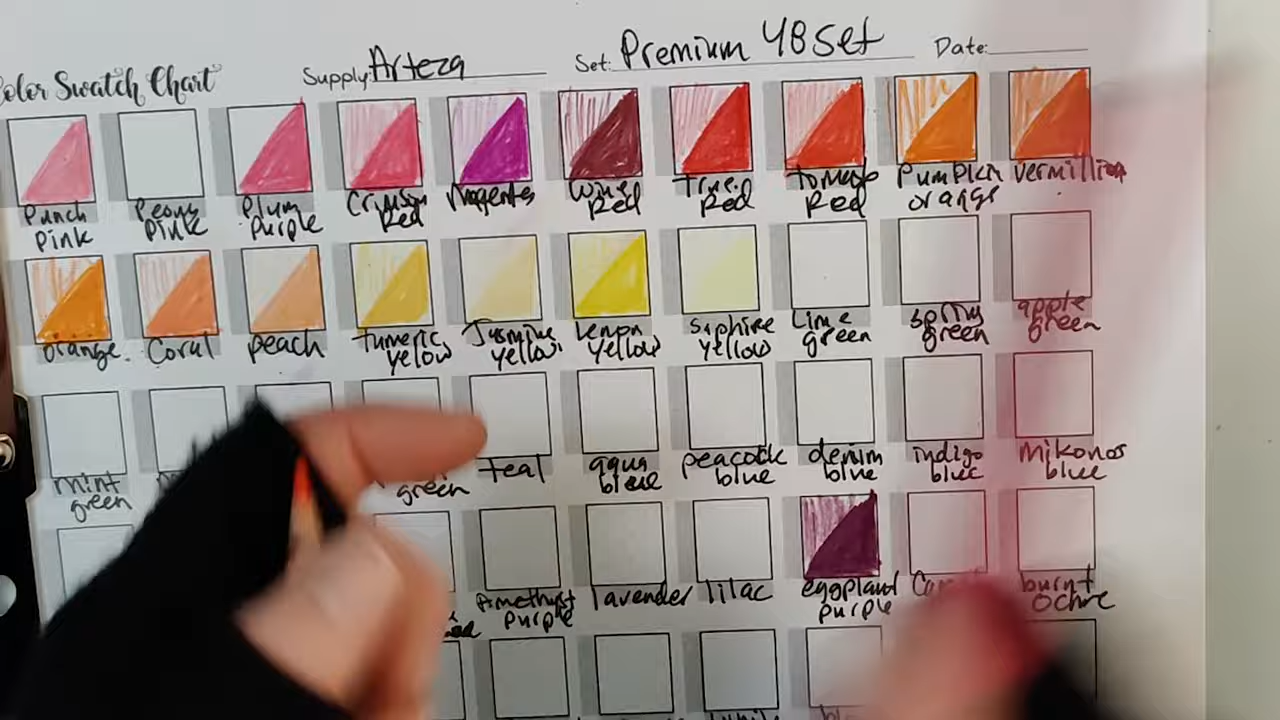 Color Swatch Chart Supply: Arteza Set: Premium 48 Set Date:
Punch Pink
Peony Pink
Plum Purple
Crimson Red
Magenta
Wine Red
True Red
Tomato Red
Pumpkin orange
vermillion
orange
Coral
peach
tumeric yellow
Jasmine yellow
Lemon yellow
Saphire yellow
Lime green
spring green
apple green
mint green
green
teal
aqua blue
peacock blue
denim blue
indigo blue
mikonos blue
Amethyst purple
lavender
lilac
eggplant purple
burnt Ochre